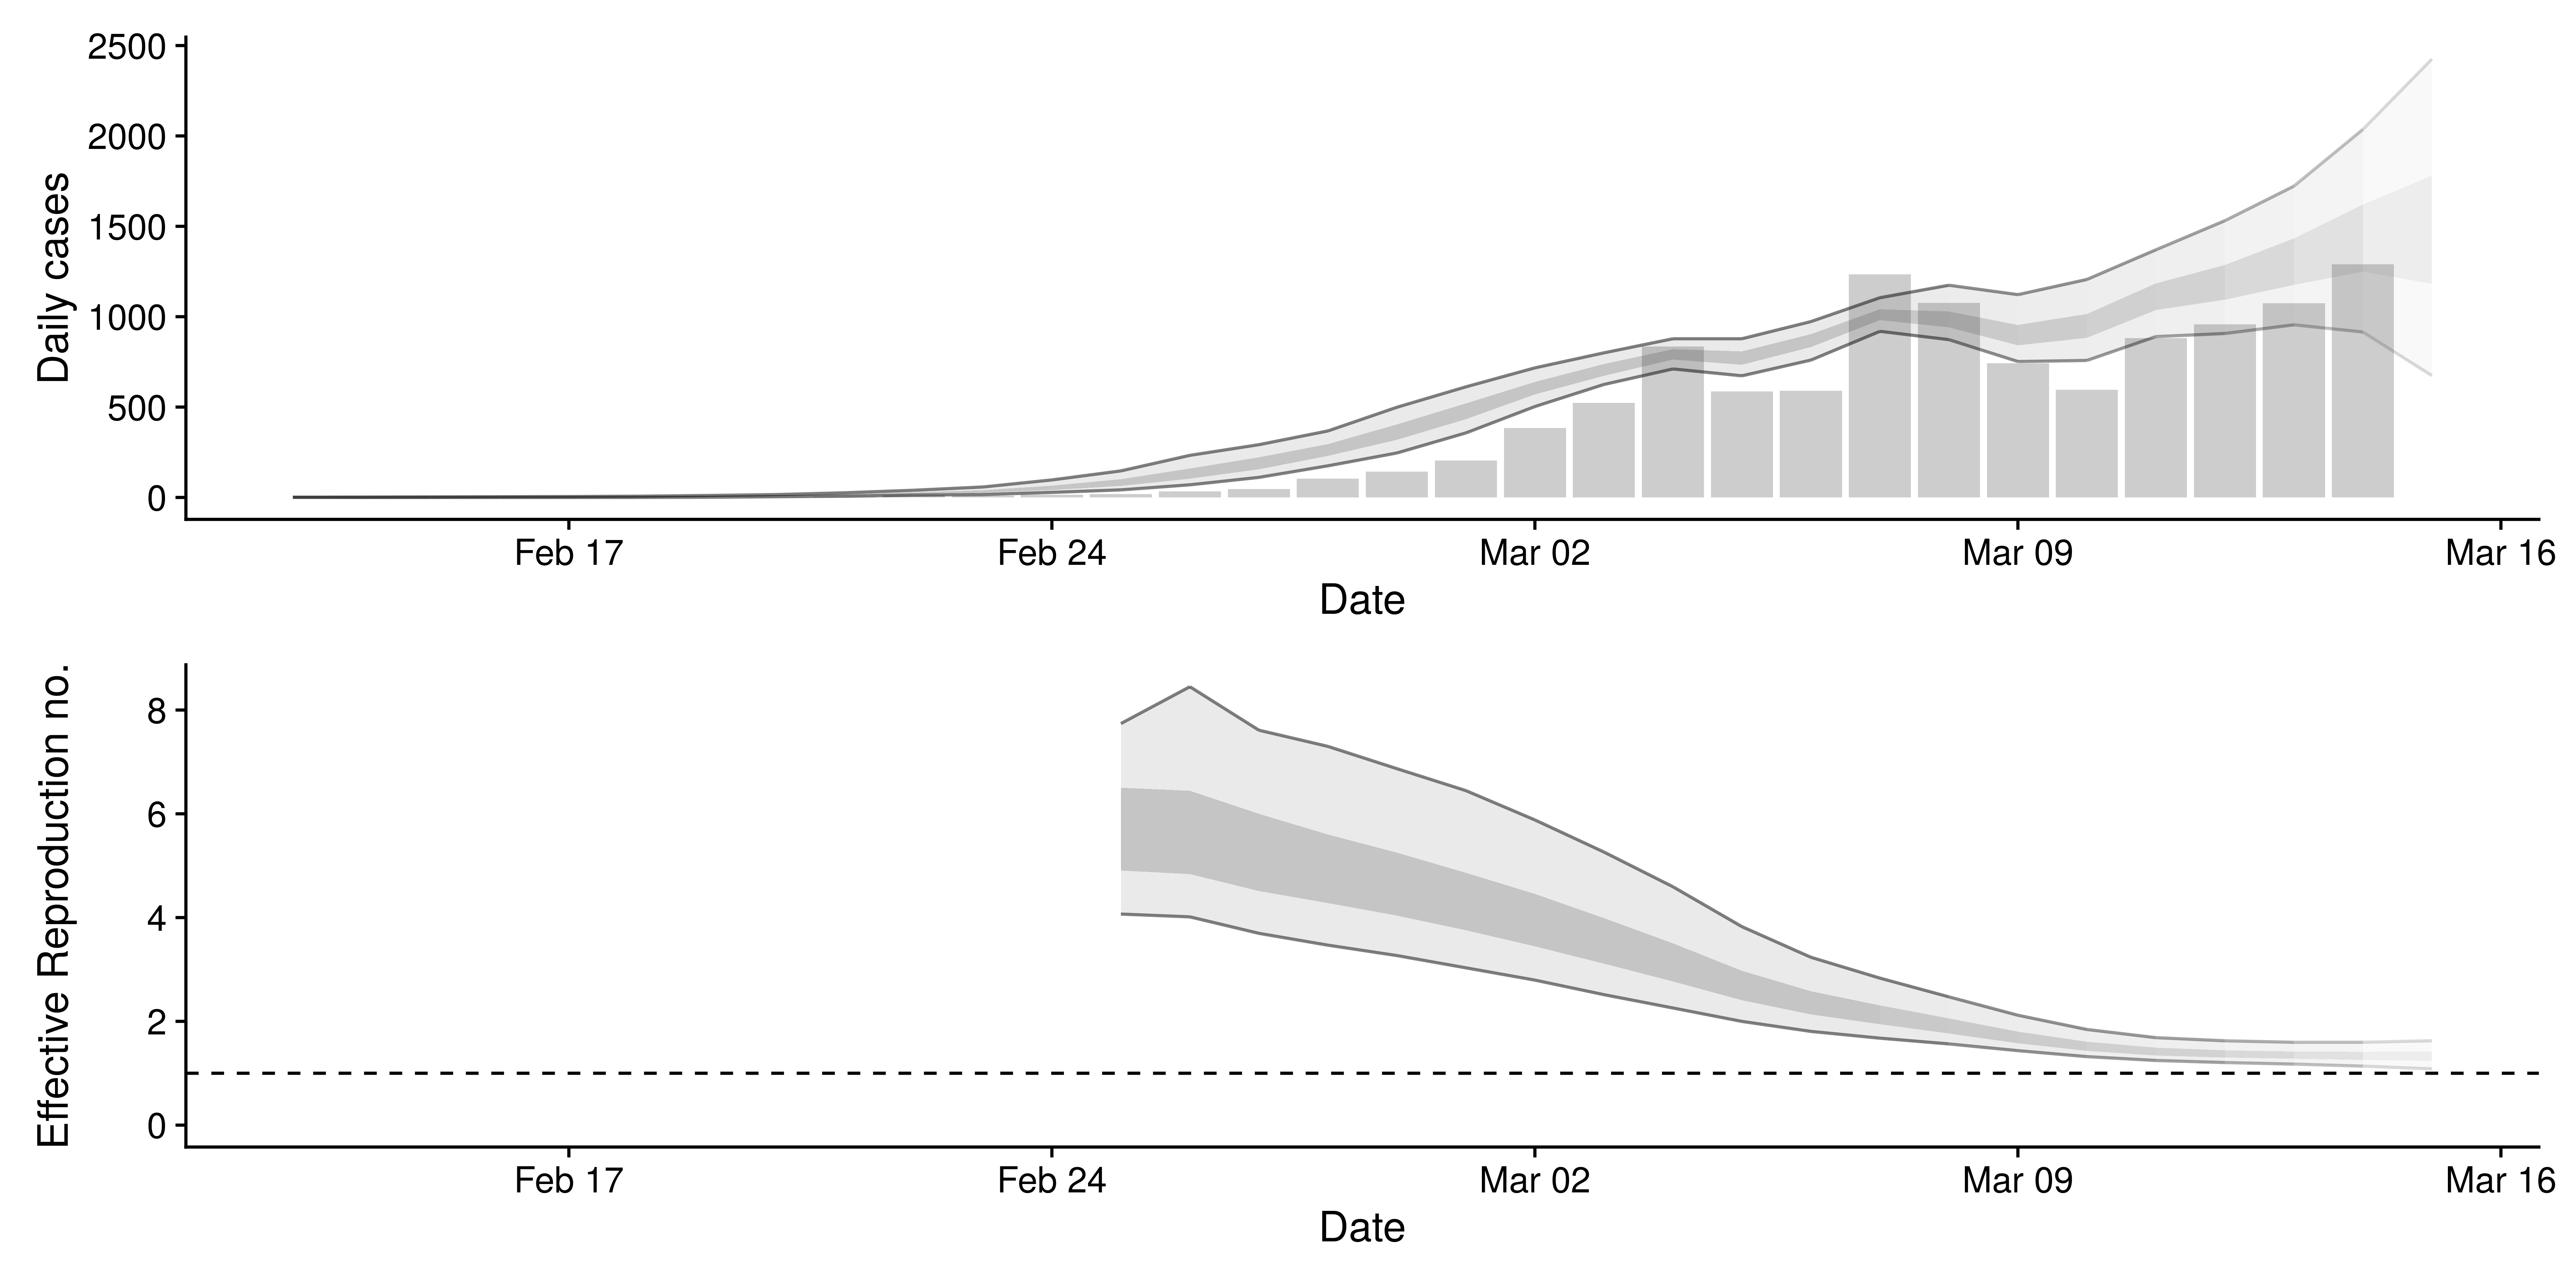 Daily cases
2500
2000
1500
1000
500
0
Feb 17 Feb 24 Mar 02 Mar 09 Mar 16
Date
Effective Reproduction no.
8
6
4
2
0
Feb 17 Feb 24 Mar 02 Mar 09 Mar 16
Date